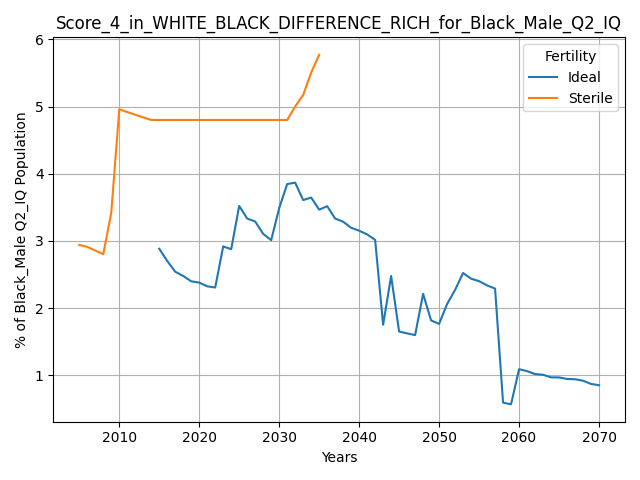 Score_4_in_WHITE_BLACK_DIFFERENCE_RICH_for_Black_Male_Q2_IQ
Fertility
Ideal
Sterile
% of Black_Male Q2_IQ Population
6
5
4
3
2
1
2010 2020 2030 2040 2050 2060 2070
Years